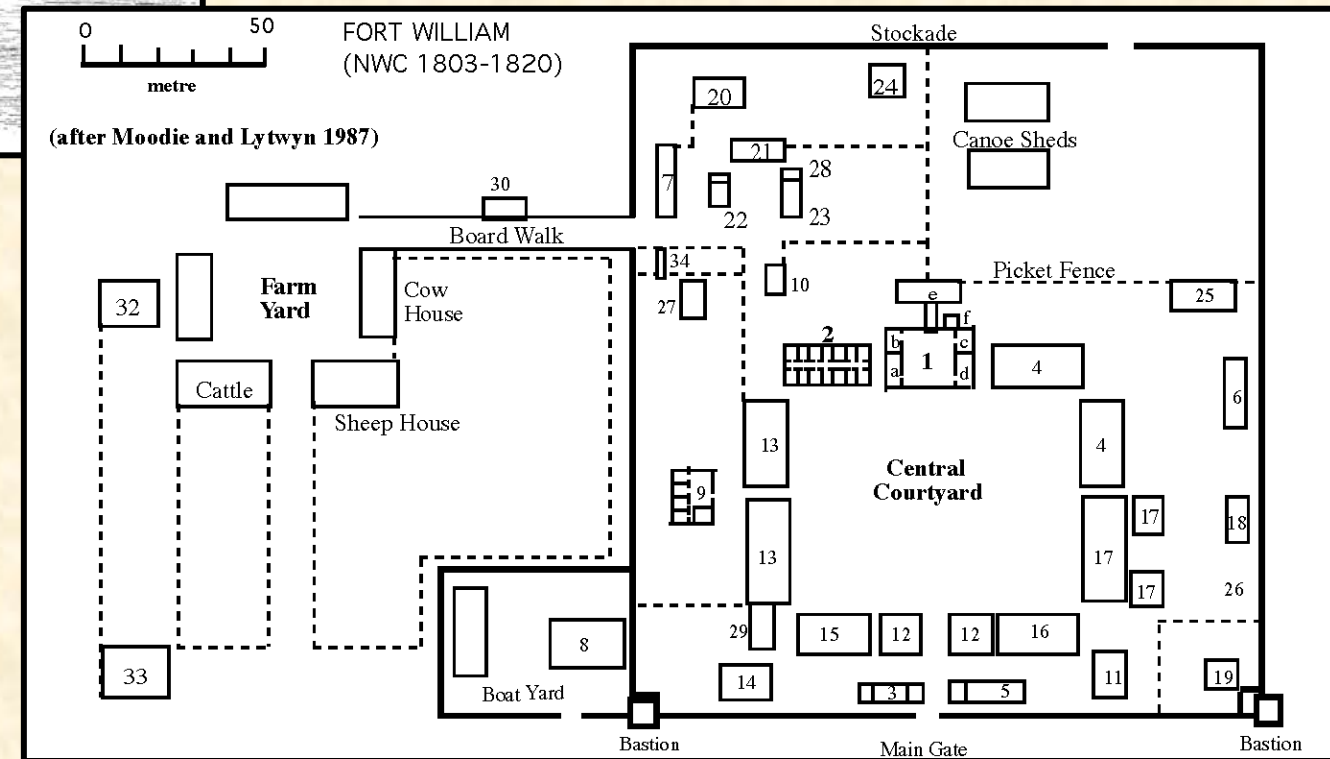 0 50
metre
FORT WILLIAM
(NWC 1803-1820)
(after Moodie and Lytwyn 1987)
Stockade
20
24
Canoe Sheds
21
7
28
22
23
30
Board Walk
34
10
27
Picket Fence
25
e
f
32
Farm
Yard
Cow
House
2
b
c
1
a
d
4
6
Cattle
Sheep House
13
4
Central
Courtyard
9
13
17
17
18
17
26
8
29
15
12
12
16
33
Boat Yard
14
3
5
11
19
Bastion
Main Gate
Bastion